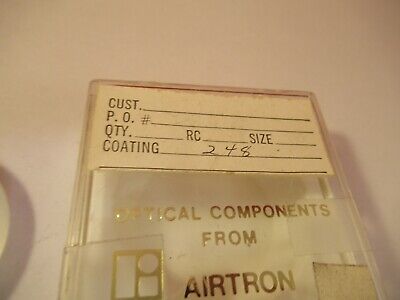 CUST.
P. O. #
QTY. RC SIZE
COATING 248
OPTICAL COMPONENTS
FROM
AIRTRON